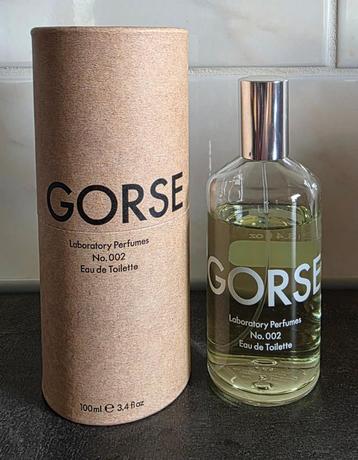 GORSE
Laboratory Perfumes
No. 002
Eau de Toilette
100ml ℮ 3.4 fl oz
GORSE
Laboratory Perfumes
No. 002
Eau de Toilette